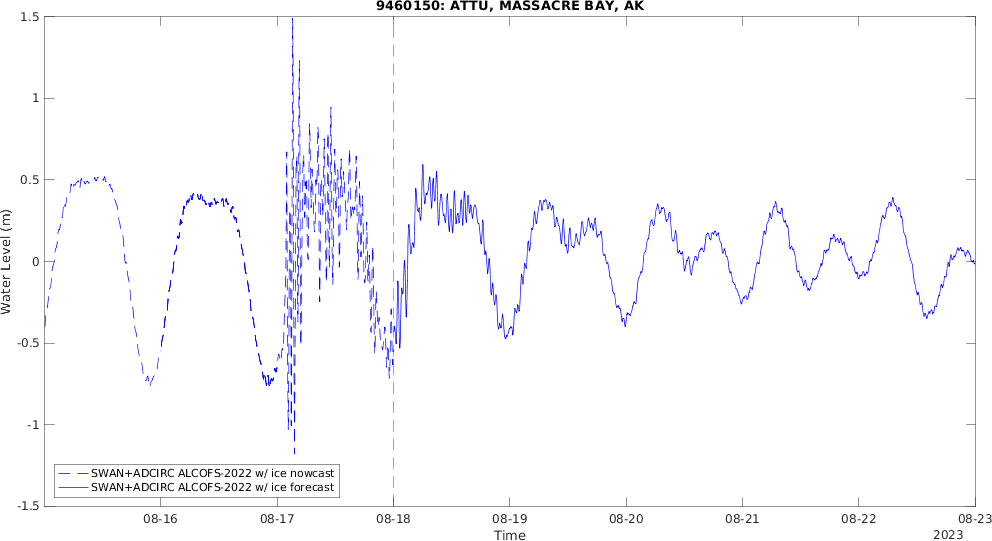 9460150: ATTU, MASSACRE BAY, AK
1.5
1
0.5
0
-0.5
-1
-1.5
Water Level (m)
SWAN+ADCIRC ALCOFS-2022 w/ ice nowcast
SWAN+ADCIRC ALCOFS-2022 w/ ice forecast
08-16 08-17 08-18 08-19 08-20 08-21 08-22 08-23
Time
2023